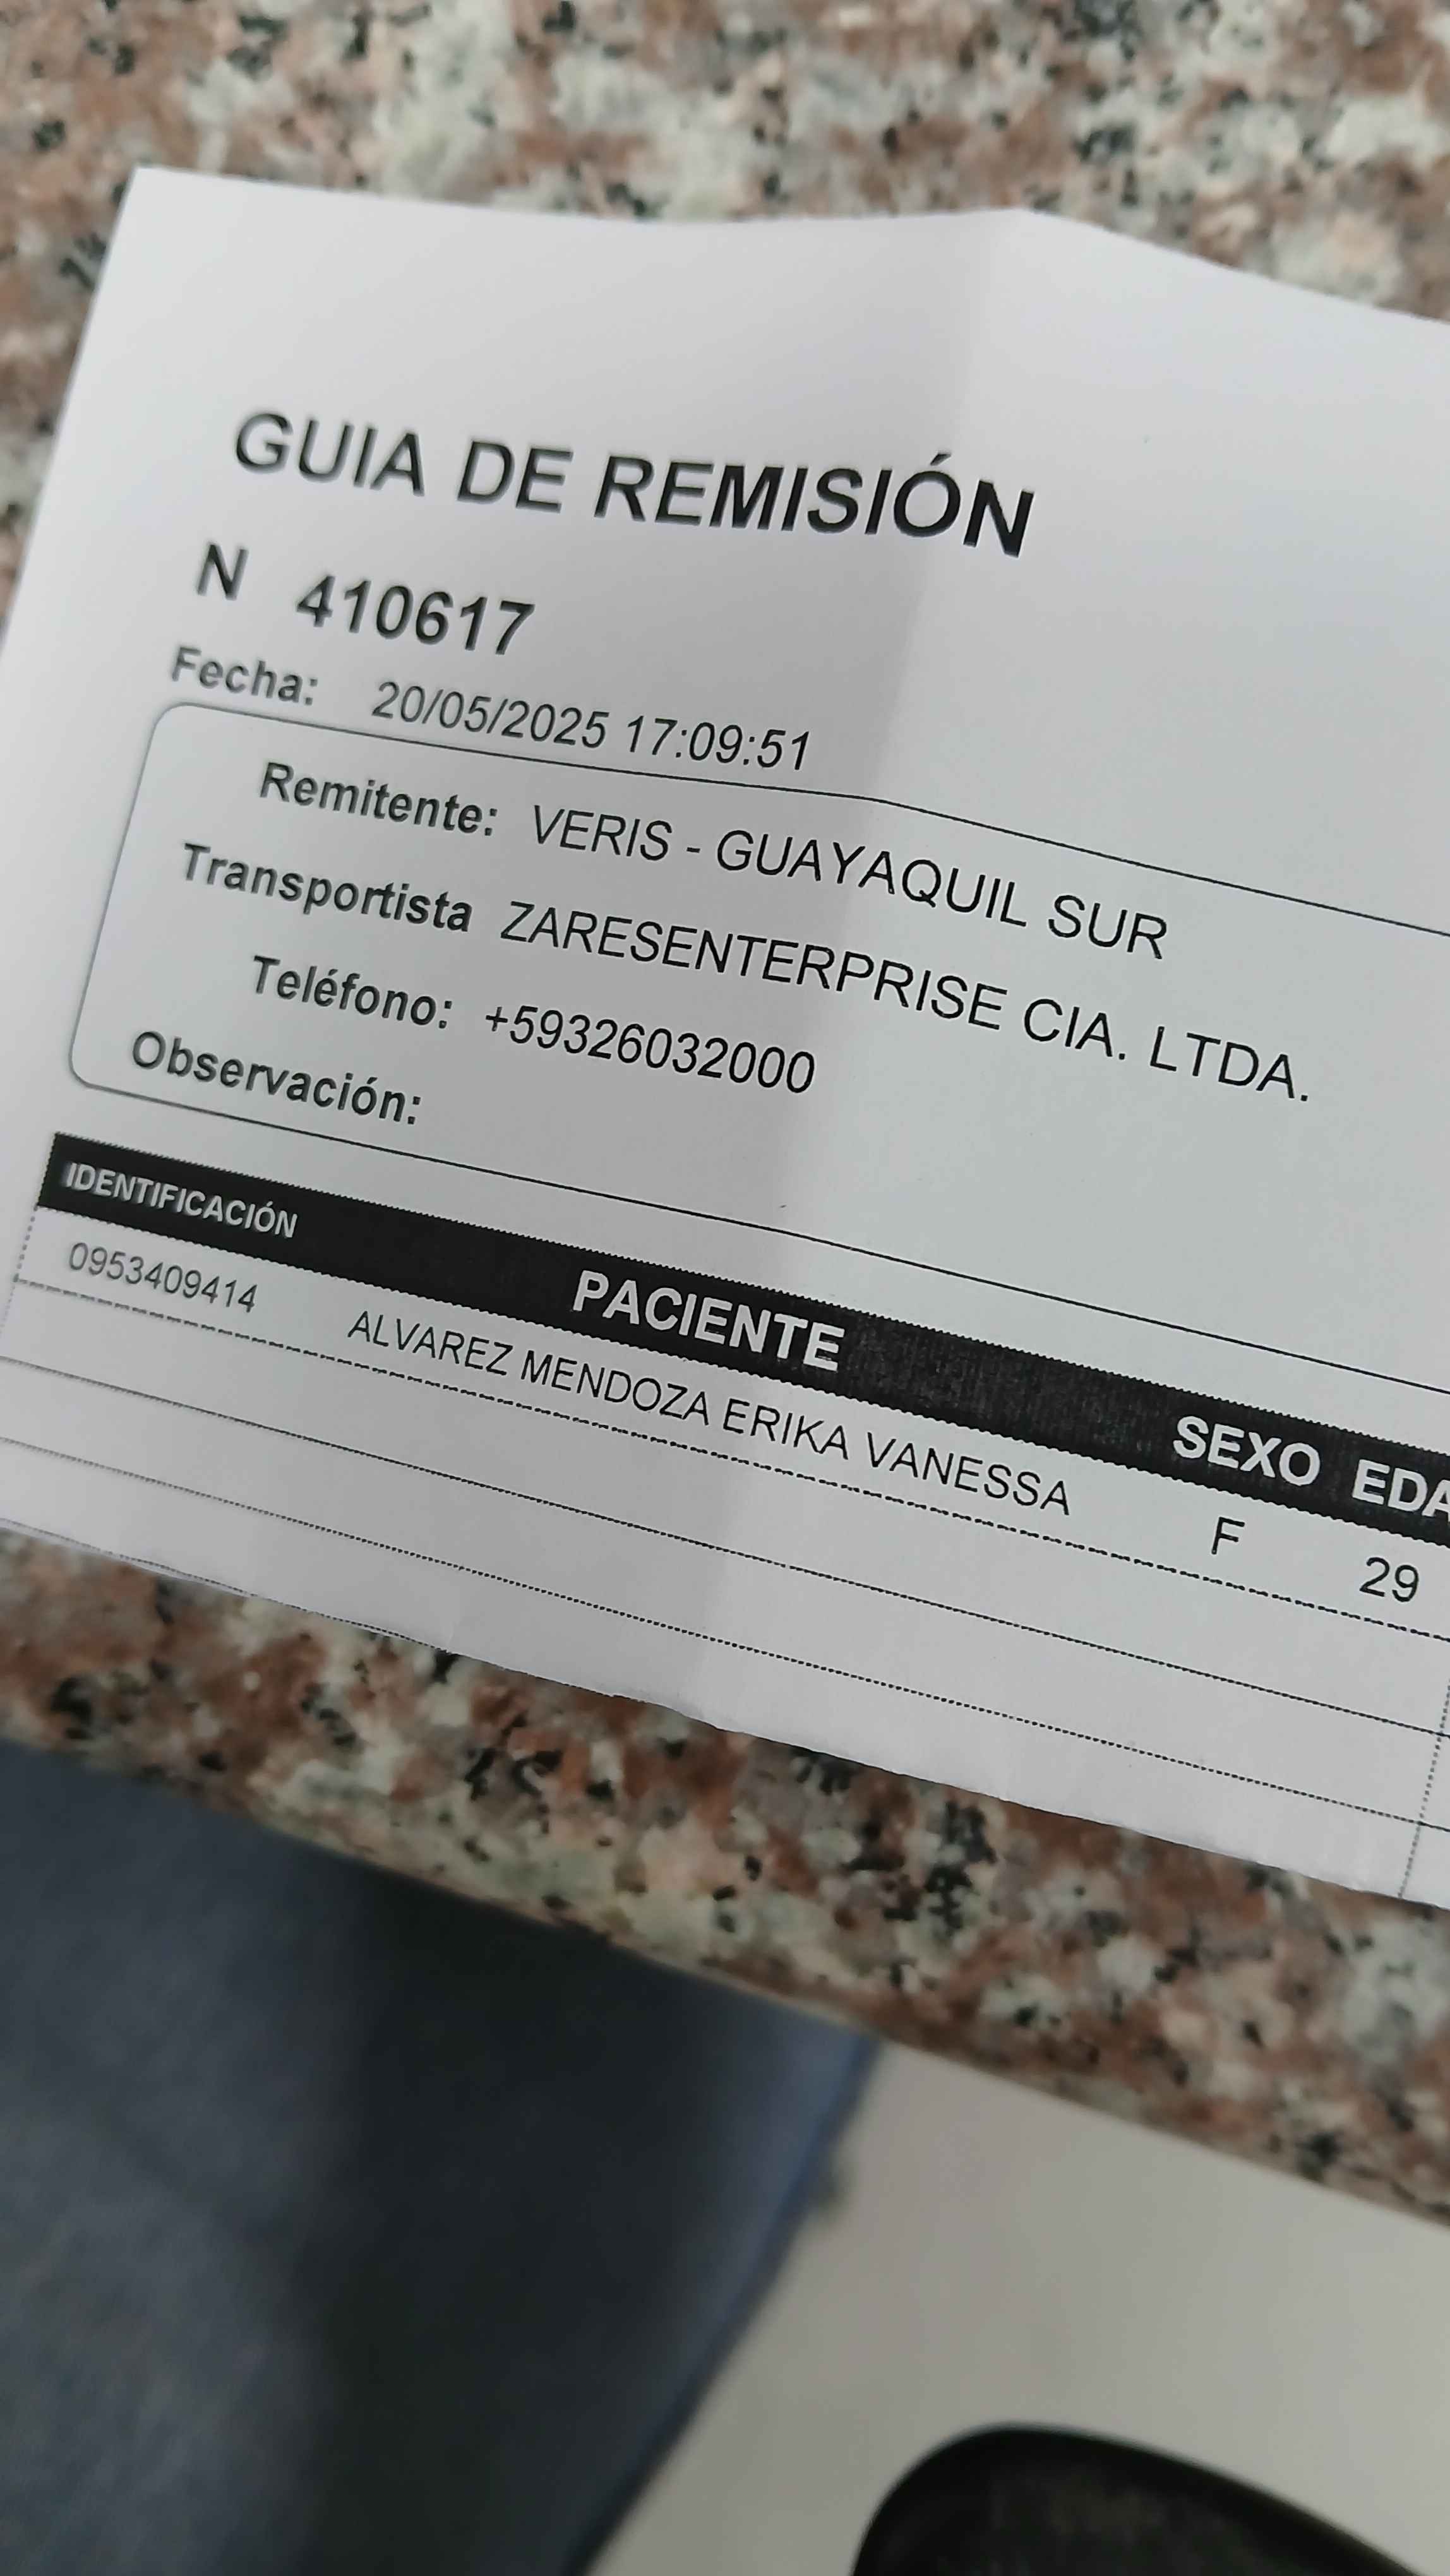 GUIA DE REMISIÓN
N 410617
Fecha: 20/05/2025 17:09:51
Remitente: VERIS - GUAYAQUIL SUR
Transportista ZARESENTERPRISE CIA. LTDA.
Teléfono: +59326032000
Observación:
IDENTIFICACIÓN PACIENTE SEXO EDA
0953409414 ALVAREZ MENDOZA ERIKA VANESSA F 29